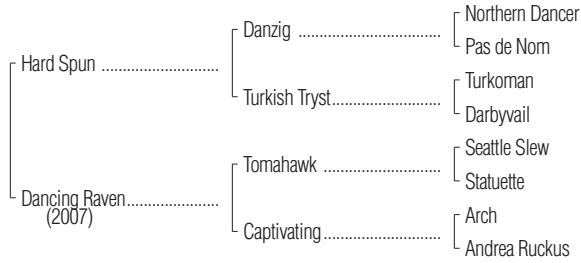 Northern Dancer
Danzig ....................................
Pas de Nom
Hard Spun .............................
Turkoman
Turkish Tryst...........................
Darbyvail
Seattle Slew
Tomahawk .............................
Statuette
Dancing Raven.......................
(2007)
Arch
Captivating.............................
Andrea Ruckus